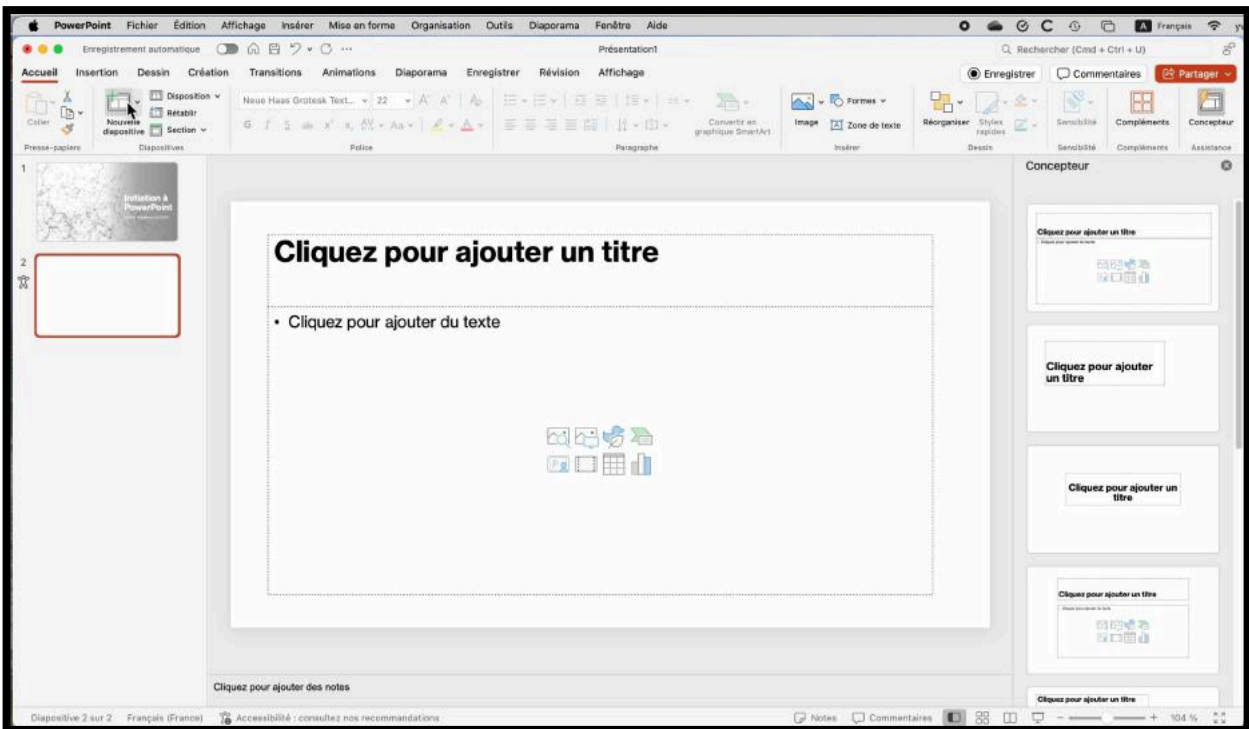 PowerPoint Fichier Édition Affichage Insérer Mise en forme Organisation Outils Diaporama Fenêtre Aide Français
Enregistrement automatique Présentation1 Rechercher (Cmd + Ctrl + U)
Accueil Insertion Dessin Création Transitions Animations Diaporama Enregistrer Révision Affichage Enregistrer Commentaires Partager
Coller Nouvelle diapositive Disposition Rétablir Section
Neue Haas Grotesk Text... 22
G I S
Convertir en graphique SmartArt
Image Formes Zone de texte
Réorganiser Styles rapides Sensibilité Compléments Concepteur
Presse-papiers Diapositives Police Paragraphe Insérer Dessin Sensibilité Compléments Assistance
1
Initiation à
PowerPoint
2
Cliquez pour ajouter un titre
• Cliquez pour ajouter du texte
Concepteur
Cliquez pour ajouter un titre
Cliquez pour ajouter
un titre
Cliquez pour ajouter un
titre
Cliquez pour ajouter un titre
Cliquez pour ajouter un titre
Cliquez pour ajouter des notes
Diapositive 2 sur 2 Français (France) Accessibilité : consultez nos recommandations Notes Commentaires 104 %